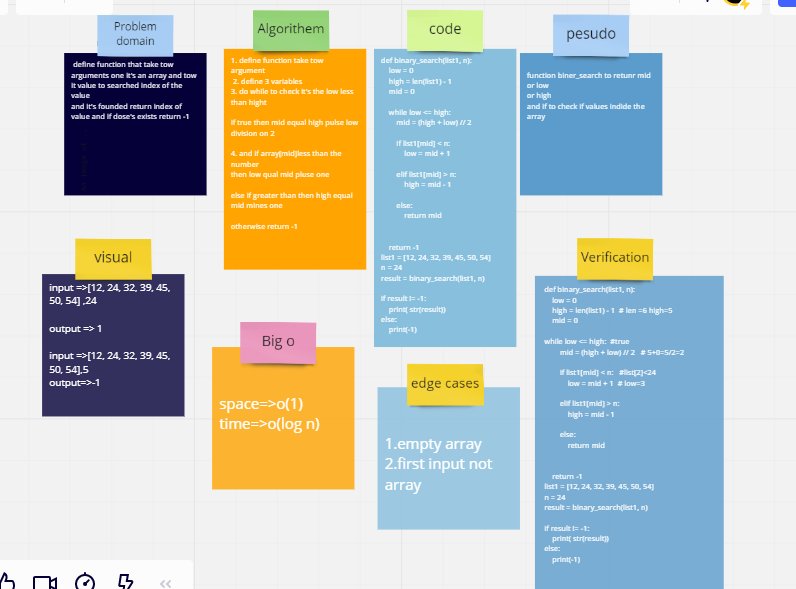 Problem
domain
define function that take tow
arguments one it's an array and tow
it value to searched index of the
value
and it's founded return index of
value and if dose's exists return -1
Algorithem
1. define function take tow
argument
2. define 3 variables
3. do while to check it's the low less
than hight
if true then mid equal high pulse low
division on 2
4. and if array[mid]less than the
number
then low qual mid pluse one
else if greater than then high equal
mid mines one
otherwise return -1
code
def binary_search(list1, n):
low = 0
high = len(list1) - 1
mid = 0
while low <= high:
mid = (high + low) // 2
if list1[mid] < n:
low = mid + 1
elif list1[mid] > n:
high = mid - 1
else:
return mid
return -1
list1 = [12, 24, 32, 39, 45, 50, 54]
n = 24
result = binary_search(list1, n)
if result != -1:
print( str(result))
else:
print(-1)
pesudo
function biner_search to retunr mid
or low
or high
and if to check if values indide the
array
visual
input =>[12, 24, 32, 39, 45,
50, 54] ,24
output => 1
input =>[12, 24, 32, 39, 45,
50, 54],5
output=>-1
Big o
space=>o(1)
time=>o(log n)
edge cases
1.empty array
2.first input not
array
Verification
def binary_search(list1, n):
low = 0
high = len(list1) - 1 # len =6 high=5
mid = 0
while low <= high: #true
mid = (high + low) // 2 # 5+0=5/2=2
if list1[mid] < n: #list[2]<24
low = mid + 1 # low=3
elif list1[mid] > n:
high = mid - 1
else:
return mid
return -1
list1 = [12, 24, 32, 39, 45, 50, 54]
n = 24
result = binary_search(list1, n)
if result != -1:
print( str(result))
else:
print(-1)